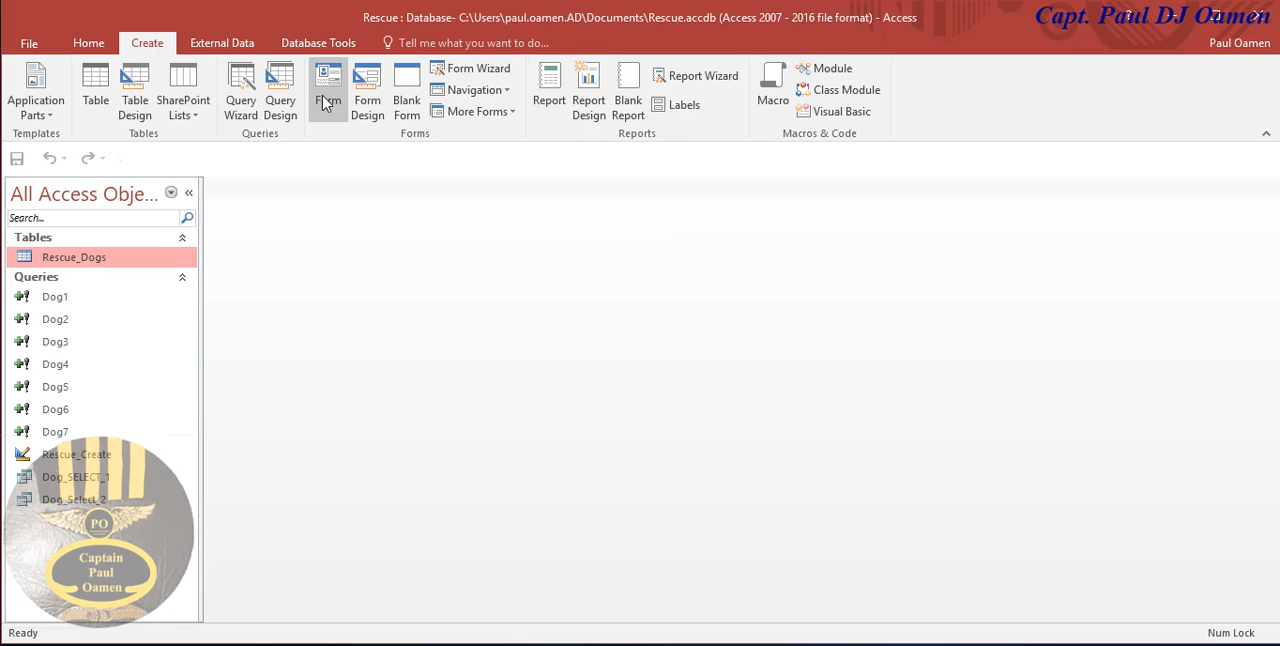 Rescue : Database- C:\Users\paul.oamen.AD\Documents\Rescue.accdb (Access 2007 - 2016 file format) - Access
Capt. Paul DJ Oamen
File Home Create External Data Database Tools Tell me what you want to do... Paul Oamen
Application Parts
Templates
Table
Table Design
SharePoint Lists
Tables
Query Wizard
Query Design
Queries
Form
Form Design
Blank Form
Form Wizard
Navigation
More Forms
Forms
Report
Report Design
Blank Report
Report Wizard
Labels
Reports
Macro
Module
Class Module
Visual Basic
Macros & Code
All Access Obje...
Search...
Tables
Rescue_Dogs
Queries
Dog1
Dog2
Dog3
Dog4
Dog5
Dog6
Dog7
Rescue_Create
Dog_SELECT_1
Dog_Select_2
PO
Captain
Paul
Oamen
Ready
Num Lock